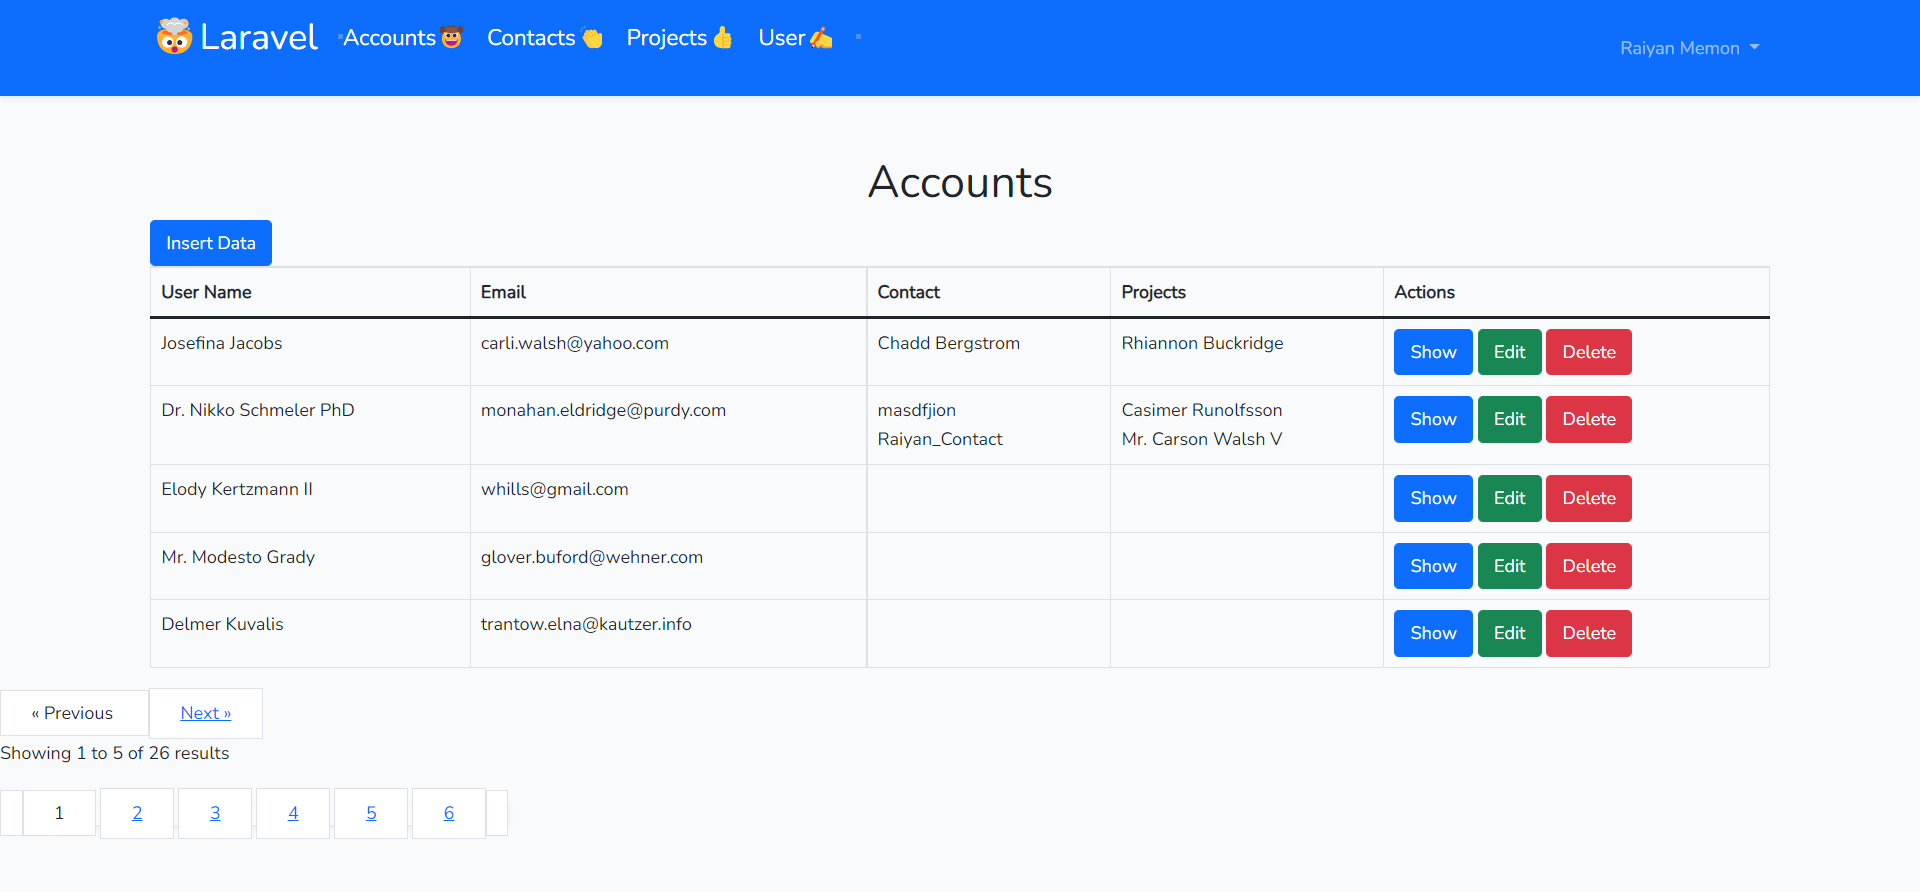 🤯 Laravel Accounts🤠 Contacts👏 Projects👍 User✍️ Raiyan Memon
Accounts
Insert Data
User Name Email Contact Projects Actions
Josefina Jacobs carli.walsh@yahoo.com Chadd Bergstrom Rhiannon Buckridge Show Edit Delete
Dr. Nikko Schmeler PhD monahan.eldridge@purdy.com masdfjion Casimer Runolfsson Show Edit Delete
Raiyan_Contact Mr. Carson Walsh V
Elody Kertzmann II whills@gmail.com Show Edit Delete
Mr. Modesto Grady glover.buford@wehner.com Show Edit Delete
Delmer Kuvalis trantow.elna@kautzer.info Show Edit Delete
« Previous Next »
Showing 1 to 5 of 26 results
1 2 3 4 5 6